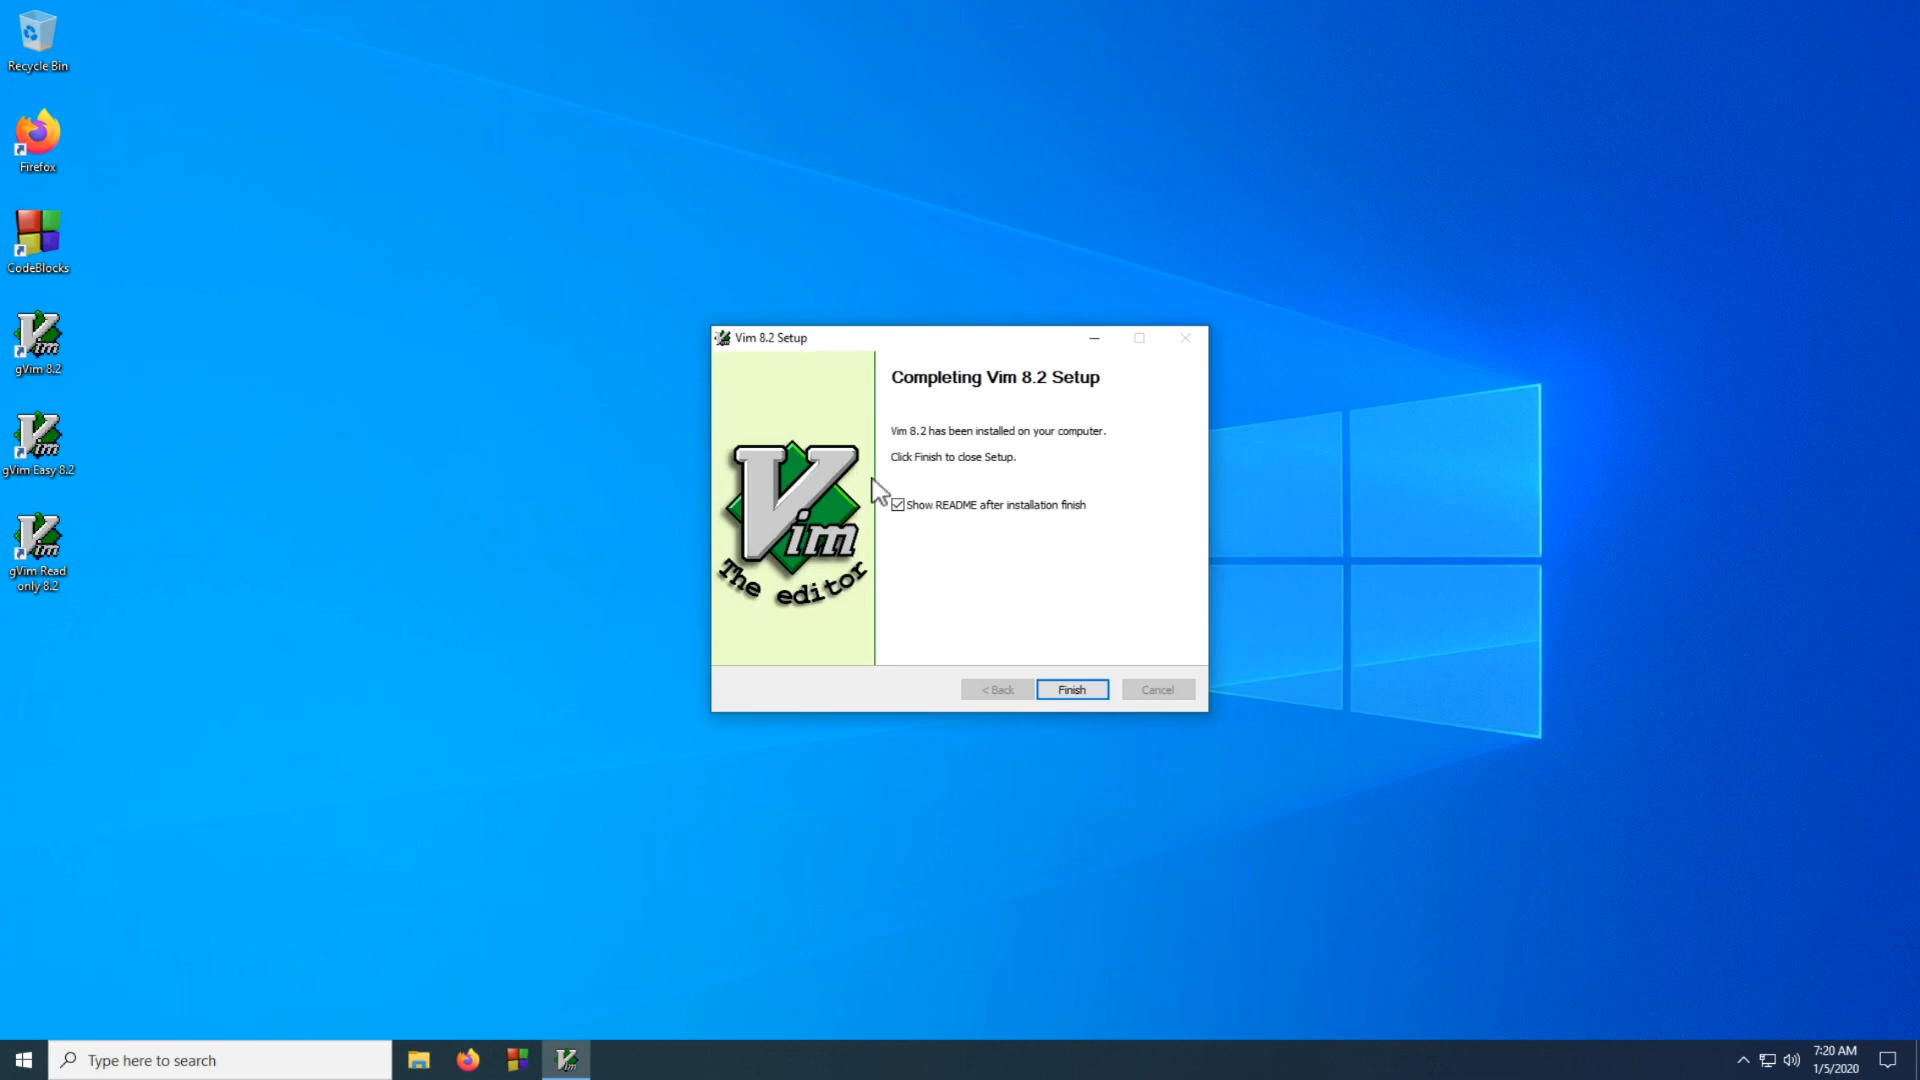 Recycle Bin
Firefox
CodeBlocks
gVim 8.2
gVim Easy 8.2
gVim Read
only 8.2
Vim 8.2 Setup
Vim
The editor
Completing Vim 8.2 Setup
Vim 8.2 has been installed on your computer.
Click Finish to close Setup.
Show README after installation finish
< Back
Finish
Cancel
Type here to search
7:20 AM
1/5/2020